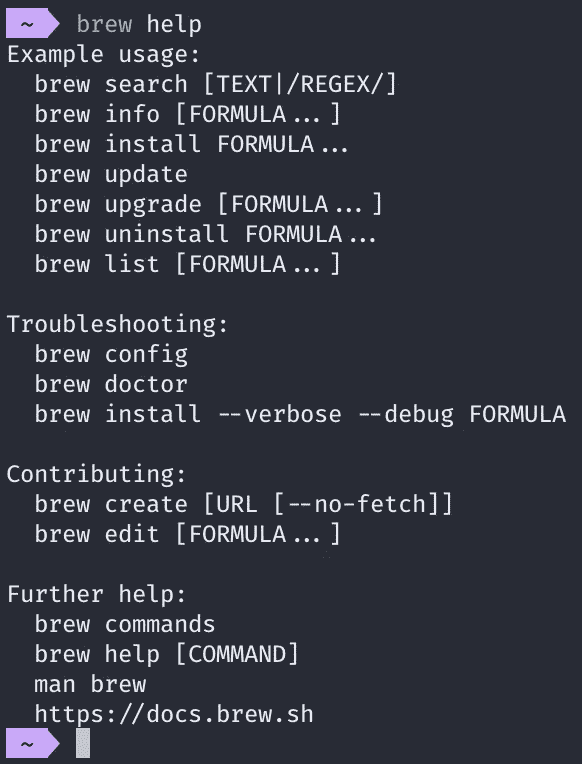 ~ brew help
Example usage:
  brew search [TEXT|/REGEX/]
  brew info [FORMULA...]
  brew install FORMULA...
  brew update
  brew upgrade [FORMULA...]
  brew uninstall FORMULA...
  brew list [FORMULA...]

Troubleshooting:
  brew config
  brew doctor
  brew install --verbose --debug FORMULA

Contributing:
  brew create [URL [--no-fetch]]
  brew edit [FORMULA...]

Further help:
  brew commands
  brew help [COMMAND]
  man brew
  https://docs.brew.sh
~